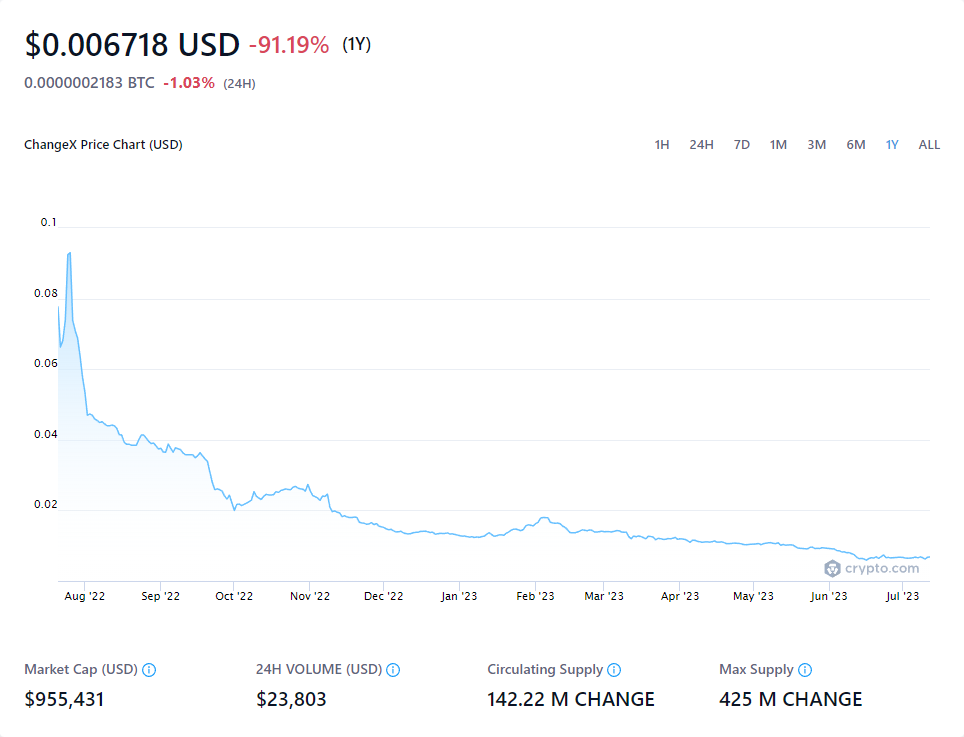 $0.006718 USD -91.19% (1Y)
0.0000002183 BTC -1.03% (24H)
ChangeX Price Chart (USD) 1H 24H 7D 1M 3M 6M 1Y ALL
0.1
0.08
0.06
0.04
0.02
crypto.com
Aug '22 Sep '22 Oct '22 Nov '22 Dec '22 Jan '23 Feb '23 Mar '23 Apr '23 May '23 Jun '23 Jul '23
Market Cap (USD) 24H VOLUME (USD) Circulating Supply Max Supply
$955,431 $23,803 142.22 M CHANGE 425 M CHANGE